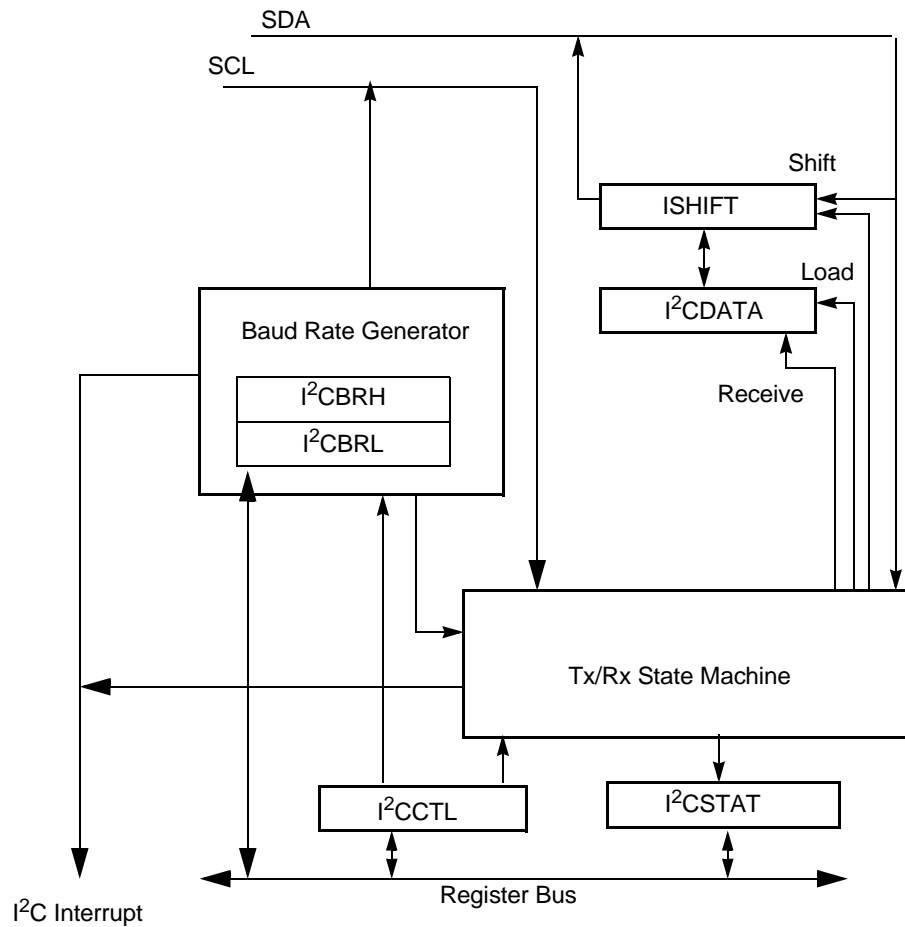 SDA
SCL
Shift
ISHIFT
Load
I²CDATA
Baud Rate Generator
I²CBRH
Receive
I²CBRL
Tx/Rx State Machine
I²CCTL
I²CSTAT
Register Bus
I²C Interrupt